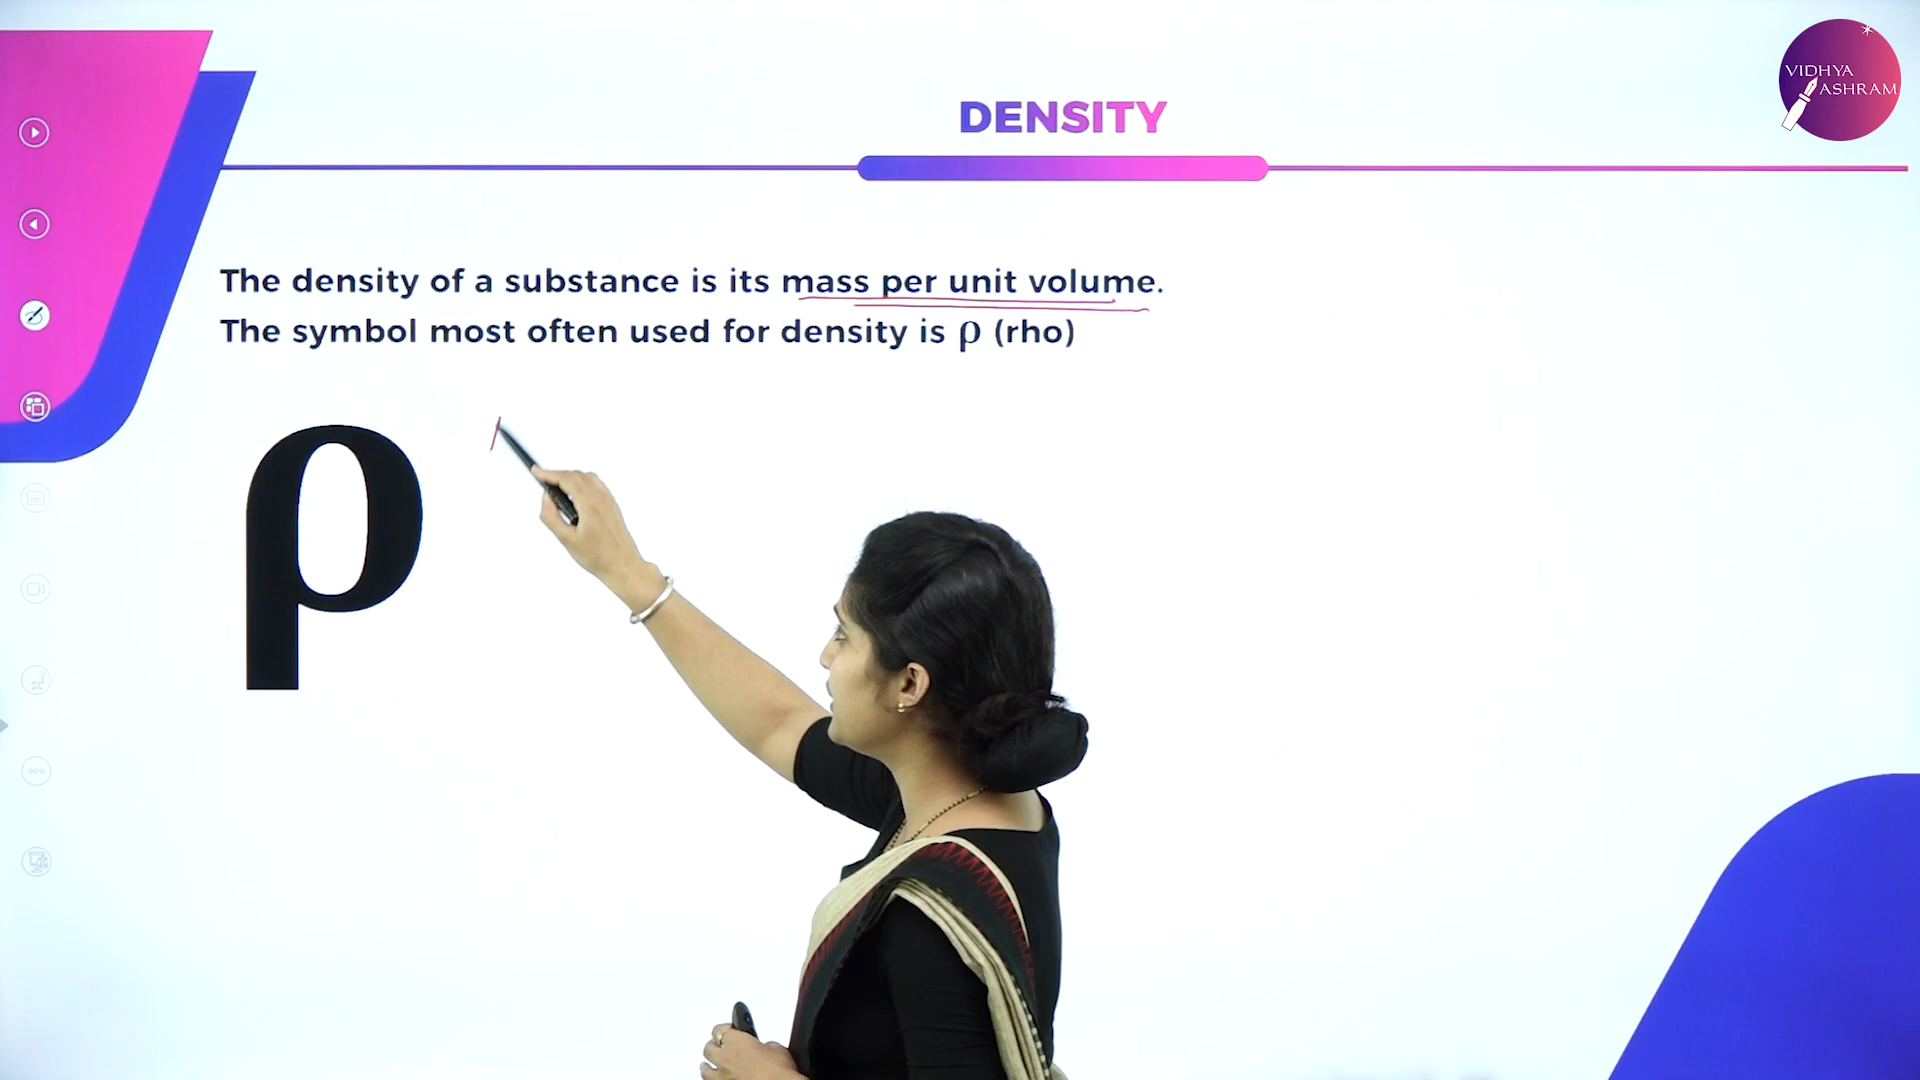 VIDHYA
ASHRAM
DENSITY
The density of a substance is its mass per unit volume.
The symbol most often used for density is ρ (rho)
ρ